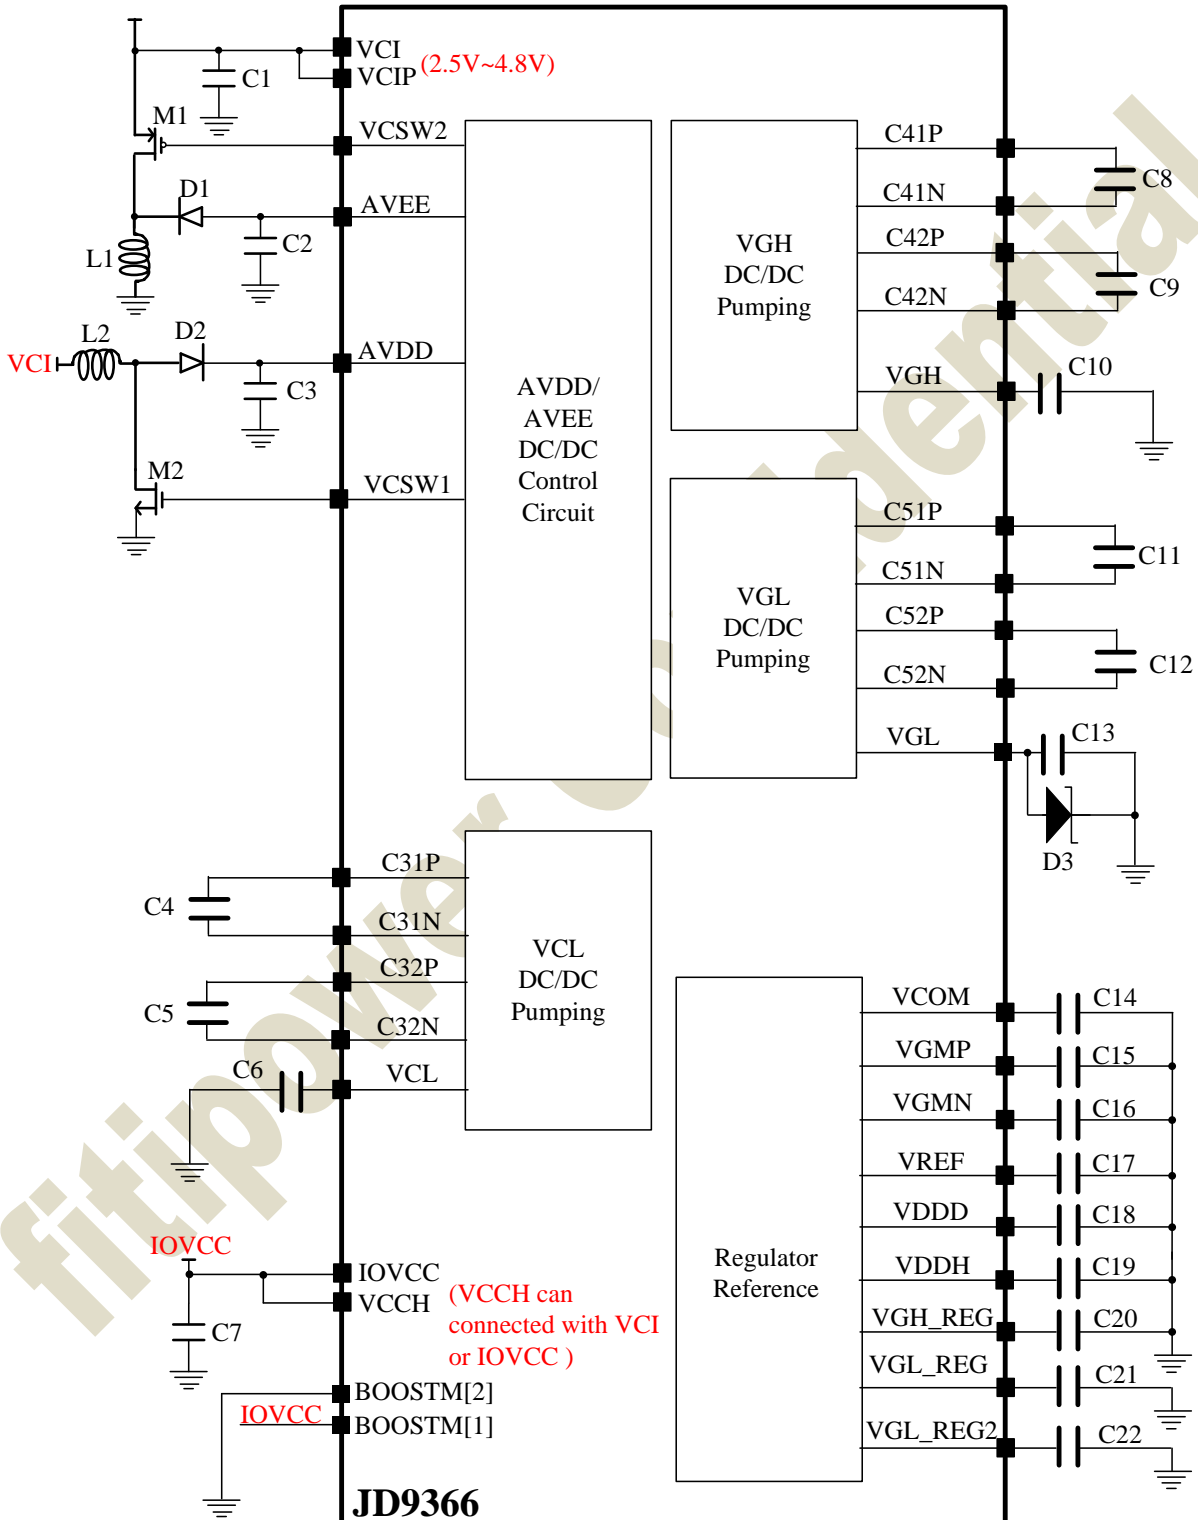 VCI
VCIP
(2.5V~4.8V)
C1
M1
VCSW2
D1
AVEE
C2
L1
L2
D2
VCI
AVDD
C3
M2
VCSW1
AVDD/
AVEE
DC/DC
Control
Circuit
C41P
C8
C41N
VGH
DC/DC
Pumping
C42P
C9
C42N
VGH
C10
C51P
C11
C51N
VGL
DC/DC
Pumping
C52P
C12
C52N
VGL
C13
D3
C31P
C4
C31N
VCL
DC/DC
Pumping
C32P
C5
C32N
C6
VCL
VCOM
C14
VGMP
C15
VGMN
C16
VREF
C17
VDDD
C18
Regulator
Reference
VDDH
C19
VGH_REG
C20
VGL_REG
C21
VGL_REG2
C22
IOVCC
IOVCC
VCCH
(VCCH can
connected with VCI
or IOVCC )
C7
BOOSTM[2]
IOVCC
BOOSTM[1]
JD9366
fitipower Confidential